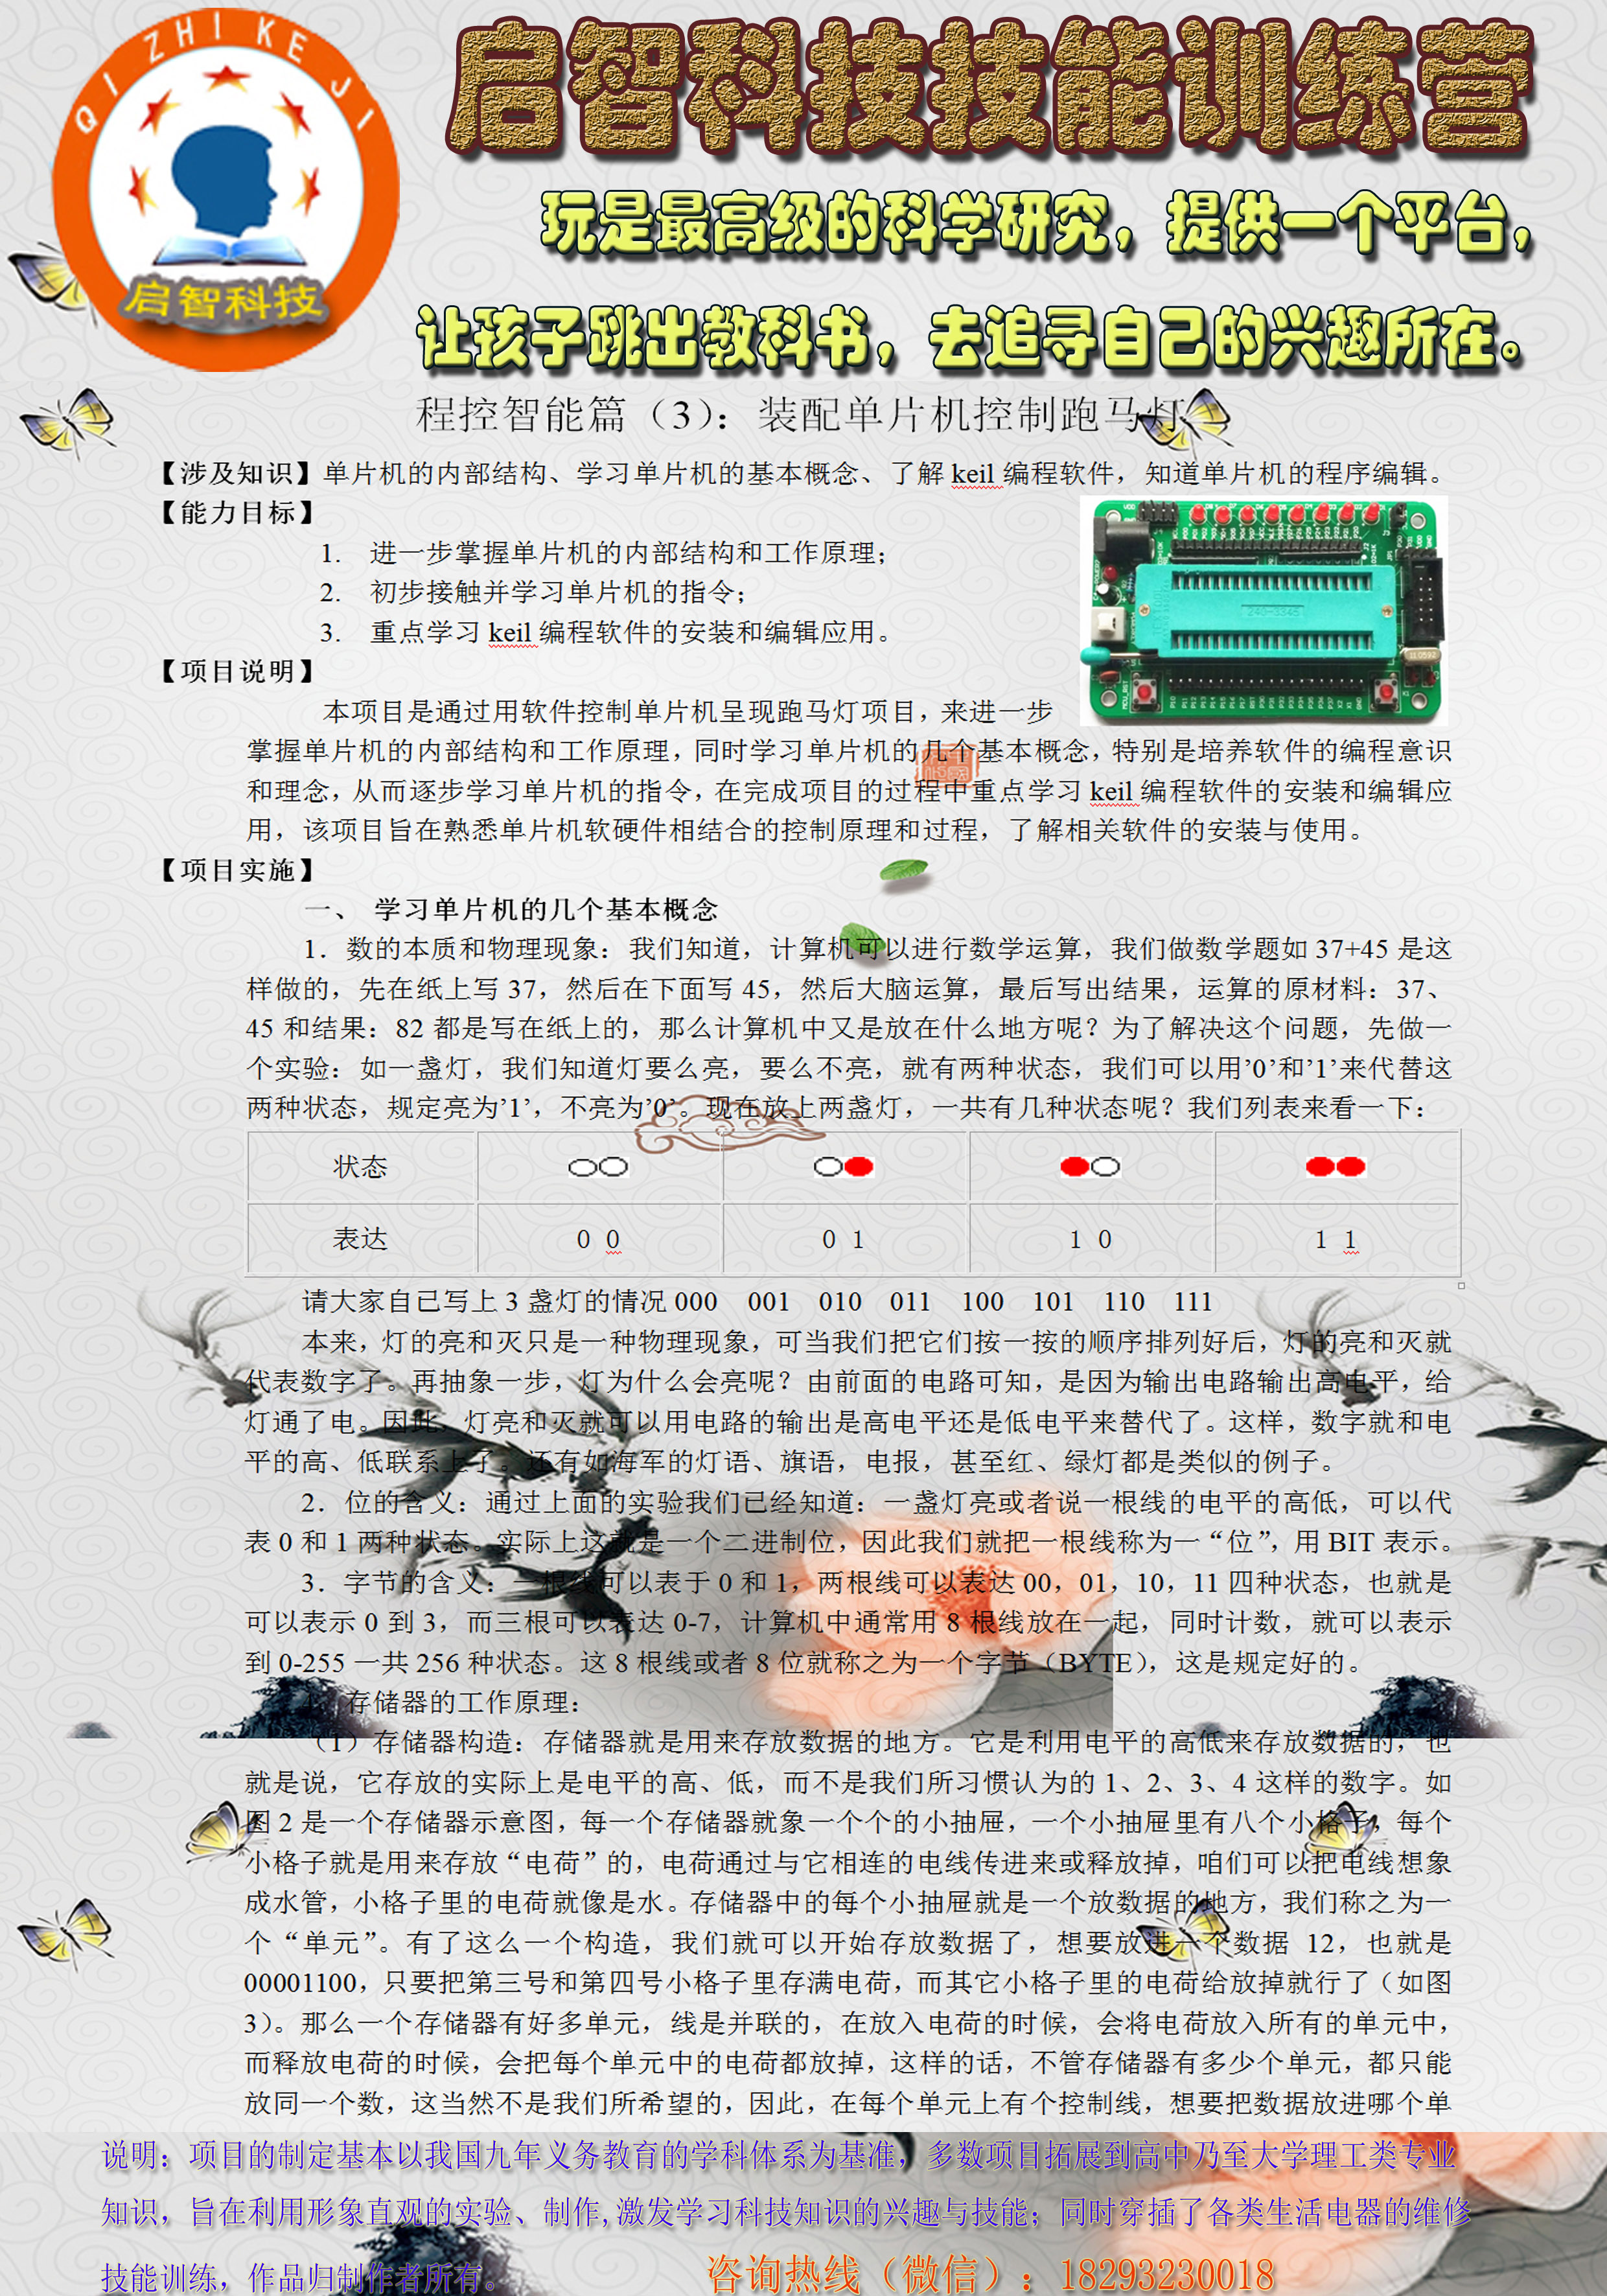 QI ZHI KE JI
启智科技
启智科技技能训练营
玩是最高级的科学研究，提供一个平台，
让孩子跳出教科书，去追寻自己的兴趣所在。
程控智能篇（3）：装配单片机控制跑马灯
【涉及知识】单片机的内部结构、学习单片机的基本概念、了解 keil 编程软件，知道单片机的程序编辑。
【能力目标】
1. 进一步掌握单片机的内部结构和工作原理；
2. 初步接触并学习单片机的指令；
3. 重点学习 keil 编程软件的安装和编辑应用。
【项目说明】
本项目是通过用软件控制单片机呈现跑马灯项目，来进一步
掌握单片机的内部结构和工作原理，同时学习单片机的几个基本概念，特别是培养软件的编程意识
和理念，从而逐步学习单片机的指令，在完成项目的过程中重点学习 keil 编程软件的安装和编辑应
用，该项目旨在熟悉单片机软硬件相结合的控制原理和过程，了解相关软件的安装与使用。
【项目实施】
一、 学习单片机的几个基本概念
1．数的本质和物理现象：我们知道，计算机可以进行数学运算，我们做数学题如 37+45 是这
样做的，先在纸上写 37，然后在下面写 45，然后大脑运算，最后写出结果，运算的原材料：37、
45 和结果：82 都是写在纸上的，那么计算机中又是放在什么地方呢？为了解决这个问题，先做一
个实验：如一盏灯，我们知道灯要么亮，要么不亮，就有两种状态，我们可以用’0’和’1’来代替这
两种状态，规定亮为’1’，不亮为’0’。现在放上两盏灯，一共有几种状态呢？我们列表来看一下：
状态
表达 0 0 0 1 1 0 1 1
请大家自己写上 3 盏灯的情况 000 001 010 011 100 101 110 111
本来，灯的亮和灭只是一种物理现象，可当我们把它们按一按的顺序排列好后，灯的亮和灭就
代表数字了。再抽象一步，灯为什么会亮呢？由前面的电路可知，是因为输出电路输出高电平，给
灯通了电。因此，灯亮和灭就可以用电路的输出是高电平还是低电平来替代了。这样，数字就和电
平的高、低联系上了。还有如海军的灯语、旗语，电报，甚至红、绿灯都是类似的例子。
2．位的含义：通过上面的实验我们已经知道：一盏灯亮或者说一根线的电平的高低，可以代
表 0 和 1 两种状态。实际上这就是一个二进制位，因此我们就把一根线称为一“位”，用 BIT 表示。
3．字节的含义：一根线可以表于 0 和 1，两根线可以表达 00，01，10，11 四种状态，也就是
可以表示 0 到 3，而三根可以表达 0-7，计算机中通常用 8 根线放在一起，同时计数，就可以表示
到 0-255 一共 256 种状态。这 8 根线或者 8 位就称之为一个字节（BYTE），这是规定好的。
存储器的工作原理：
（1）存储器构造：存储器就是用来存放数据的地方。它是利用电平的高低来存放数据的，也
就是说，它存放的实际上是电平的高、低，而不是我们所习惯认为的 1、2、3、4 这样的数字。如
图 2 是一个存储器示意图，每一个存储器就象一个个的小抽屉，一个小抽屉里有八个小格子，每个
小格子就是用来存放“电荷”的，电荷通过与它相连的电线传进来或释放掉，咱们可以把电线想象
成水管，小格子里的电荷就像是水。存储器中的每个小抽屉就是一个放数据的地方，我们称之为一
个“单元”。有了这么一个构造，我们就可以开始存放数据了，想要放进一个数据 12，也就是
00001100，只要把第三号和第四号小格子里存满电荷，而其它小格子里的电荷给放掉就行了（如图
3）。那么一个存储器有好多单元，线是并联的，在放入电荷的时候，会将电荷放入所有的单元中，
而释放电荷的时候，会把每个单元中的电荷都放掉，这样的话，不管存储器有多少个单元，都只能
放同一个数，这当然不是我们所希望的，因此，在每个单元上有个控制线，想要把数据放进哪个单
说明：项目的制定基本以我国九年义务教育的学科体系为基准，多数项目拓展到高中乃至大学理工类专业
知识，旨在利用形象直观的实验、制作,激发学习科技知识的兴趣与技能；同时穿插了各类生活电器的维修
技能训练，作品归制作者所有。 咨询热线（微信）：18293230018